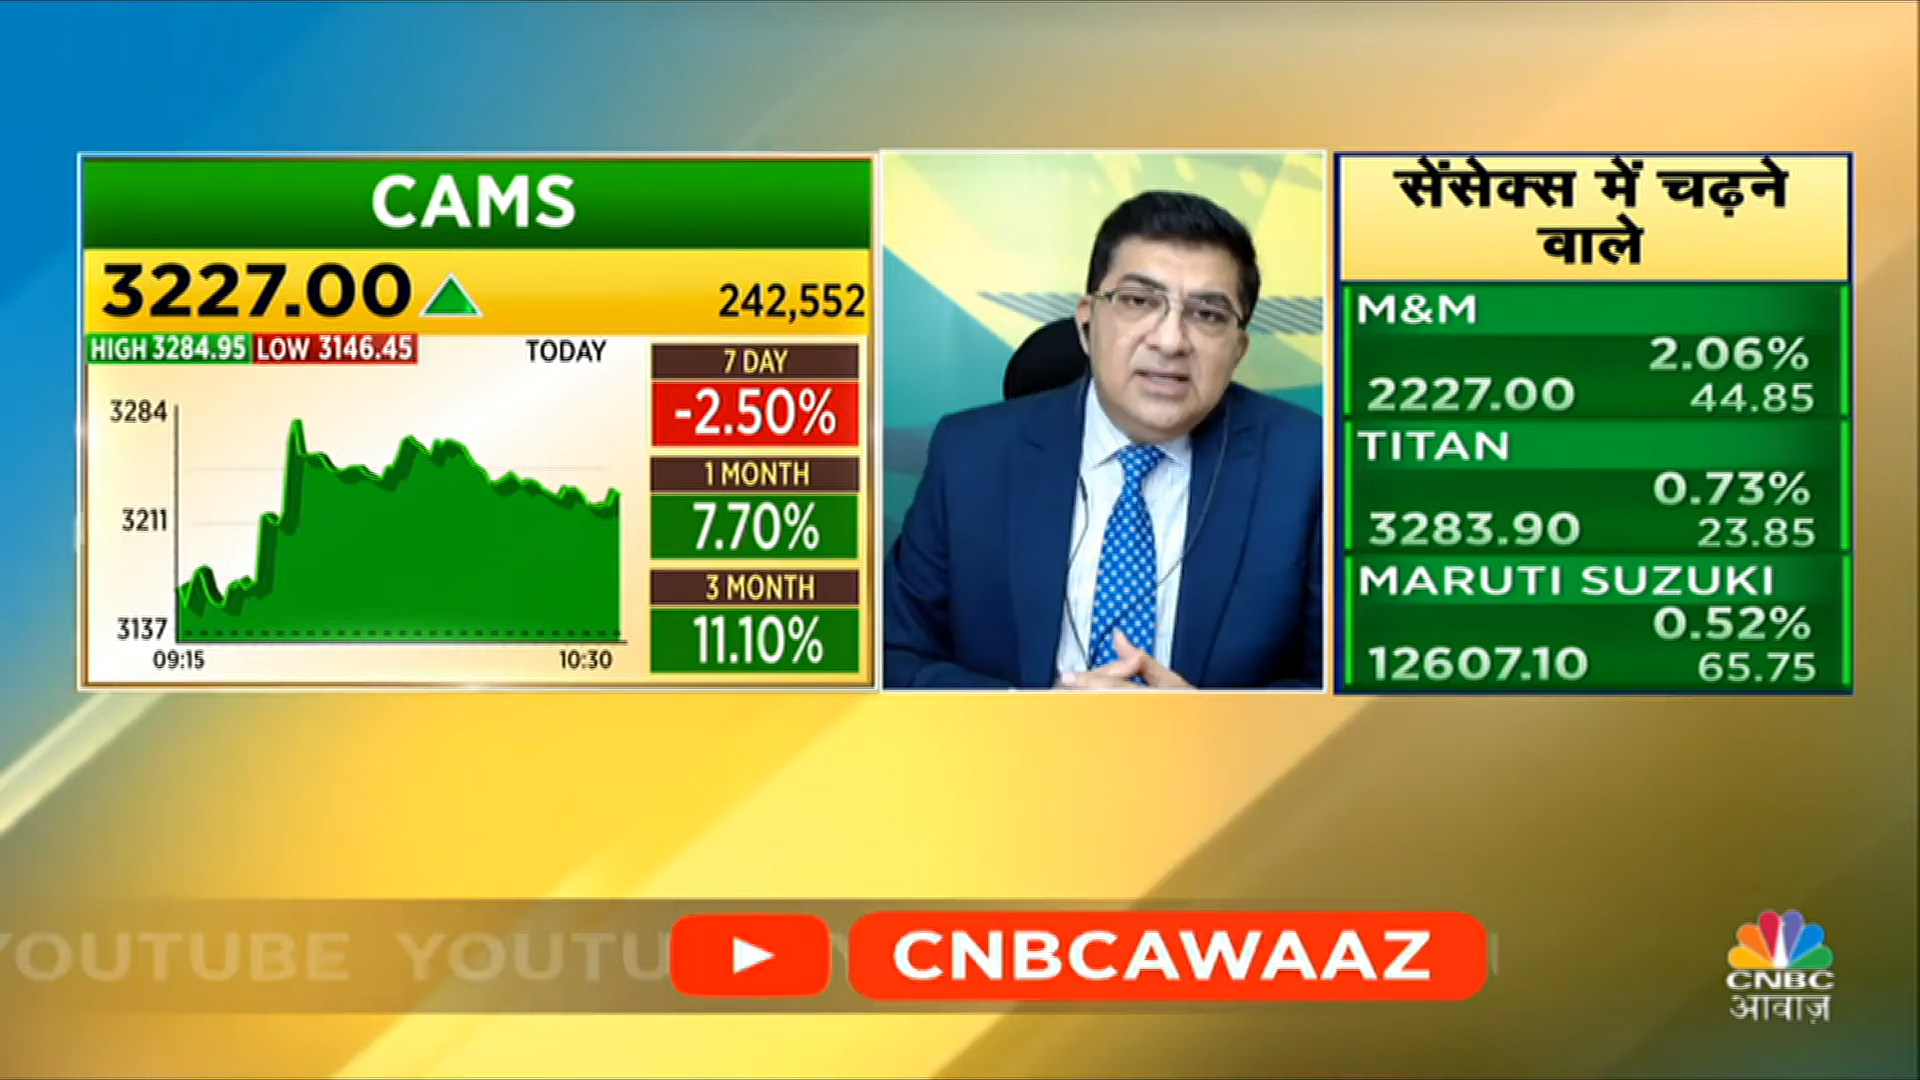 CAMS
3227.00 242,552
HIGH 3284.95 LOW 3146.45 TODAY
3284
3211
3137
09:15 10:30
7 DAY
-2.50%
1 MONTH
7.70%
3 MONTH
11.10%
सेंसेक्स में चढ़ने
वाले
M&M
2.06%
2227.00 44.85
TITAN
0.73%
3283.90 23.85
MARUTI SUZUKI
0.52%
12607.10 65.75
YOUTUBE CNBCAWAAZ
CNBC
आवाज़